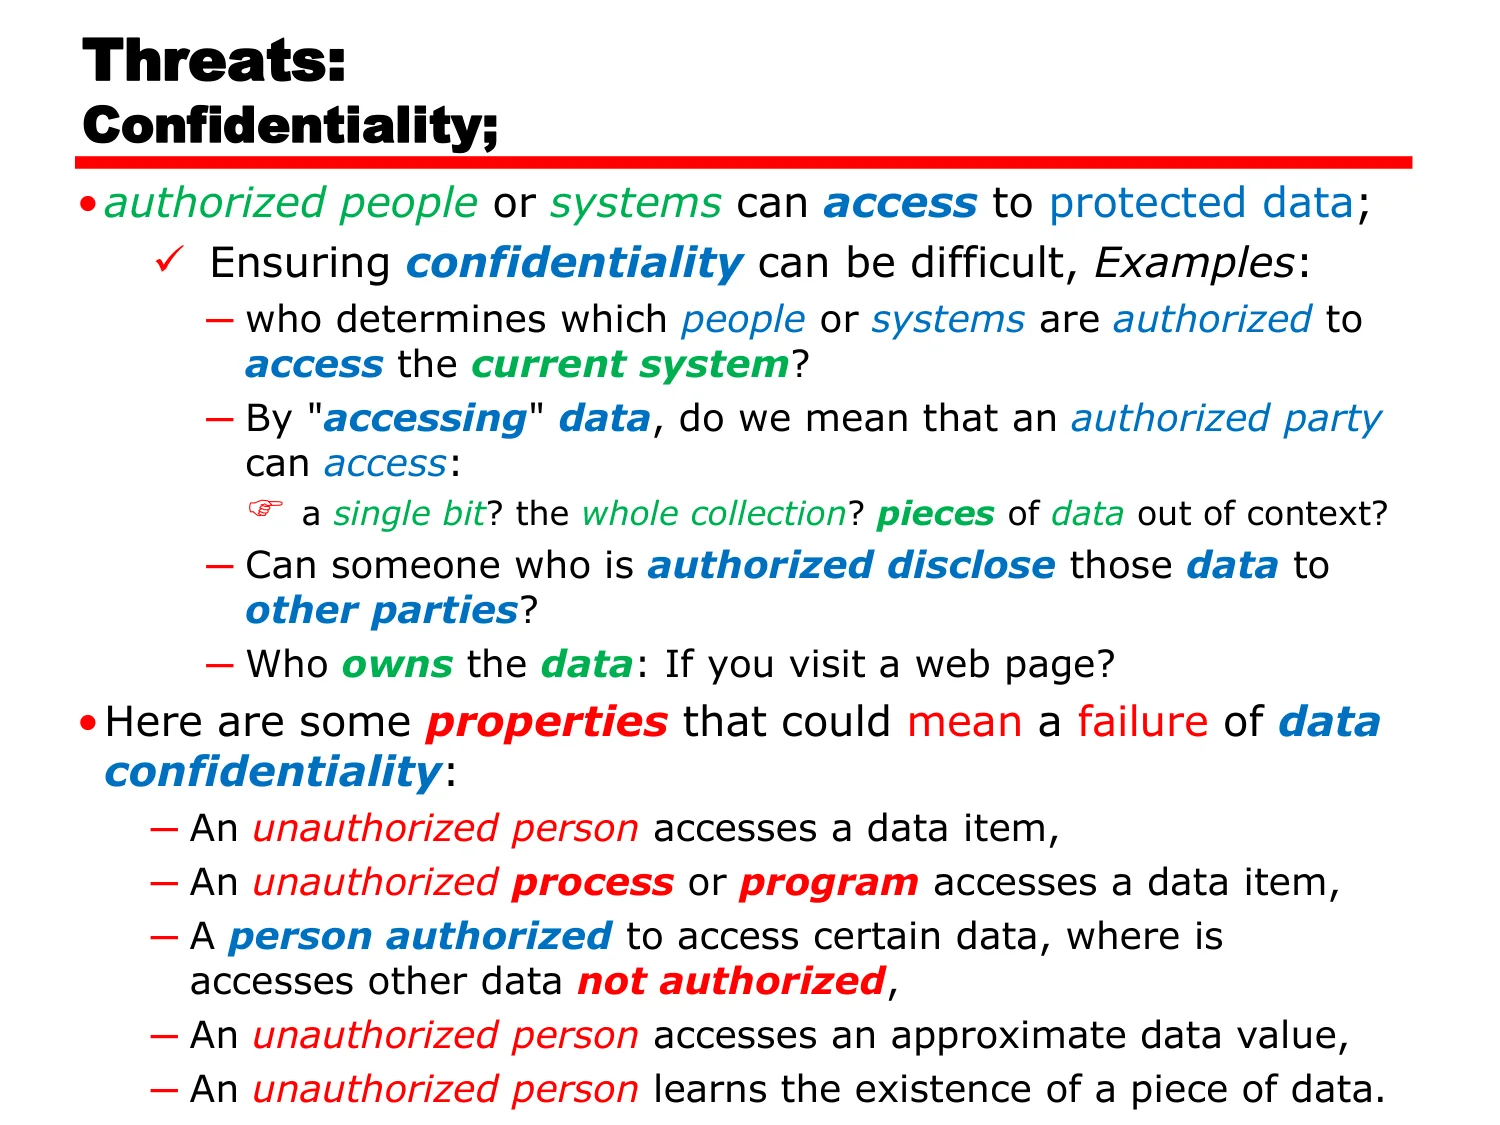 Threats:
Confidentiality;
•authorized people or systems can access to protected data;
✓ Ensuring confidentiality can be difficult, Examples:
— who determines which people or systems are authorized to
access the current system?
— By "accessing" data, do we mean that an authorized party
can access:
☞ a single bit? the whole collection? pieces of data out of context?
— Can someone who is authorized disclose those data to
other parties?
— Who owns the data: If you visit a web page?
•Here are some properties that could mean a failure of data
confidentiality:
— An unauthorized person accesses a data item,
— An unauthorized process or program accesses a data item,
— A person authorized to access certain data, where is
accesses other data not authorized,
— An unauthorized person accesses an approximate data value,
— An unauthorized person learns the existence of a piece of data.